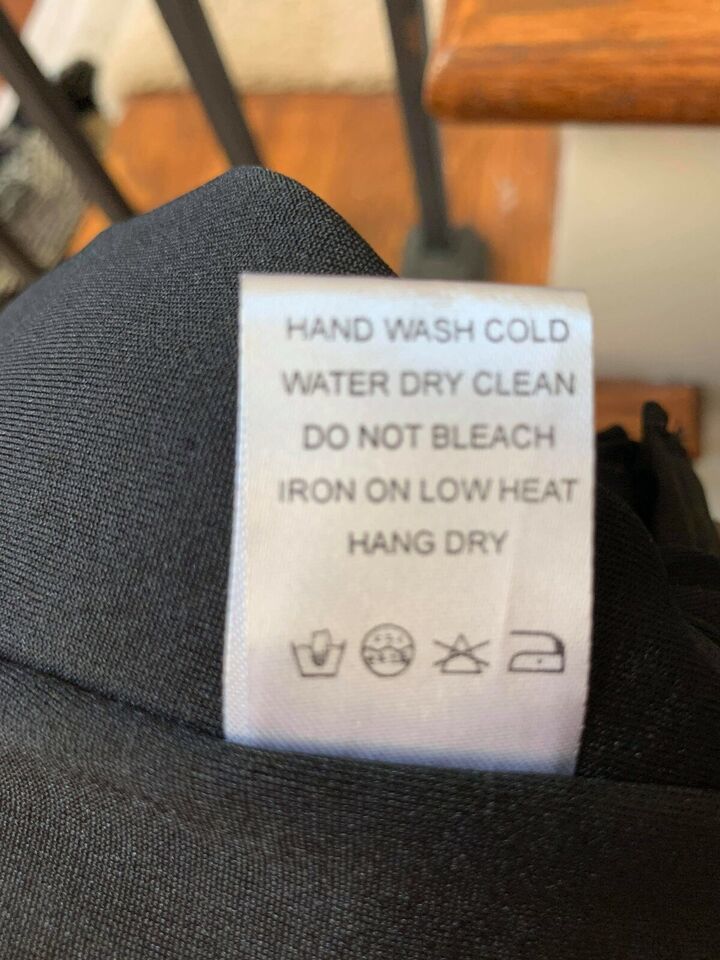 HAND WASH COLD
WATER DRY CLEAN
DO NOT BLEACH
IRON ON LOW HEAT
HANG DRY